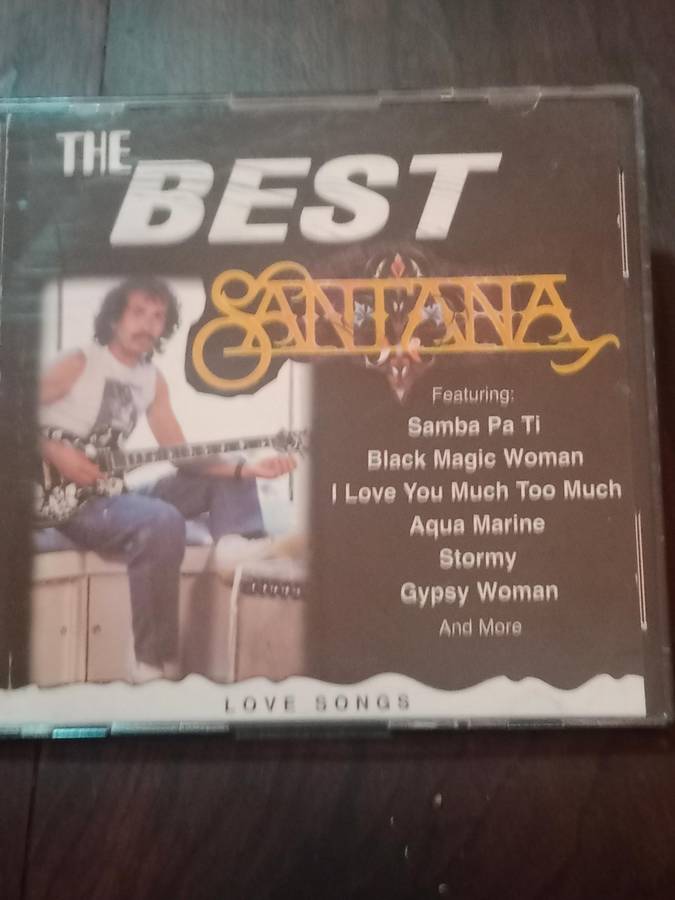 THE
BEST
SANTANA
Featuring:
Samba Pa Ti
Black Magic Woman
I Love You Much Too Much
Aqua Marine
Stormy
Gypsy Woman
And More
LOVE SONGS